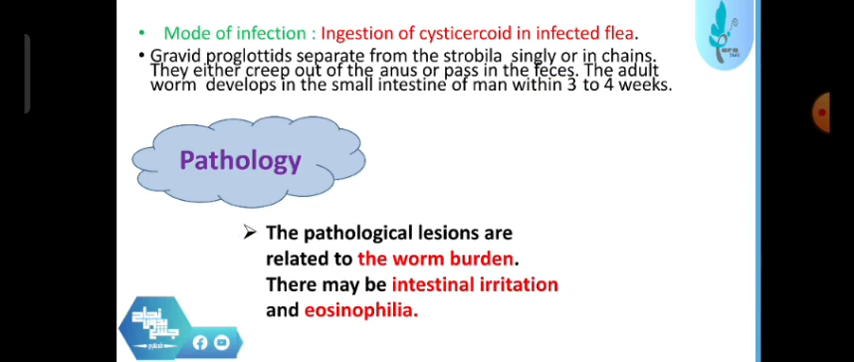 • Mode of infection : Ingestion of cysticercoid in infected flea.
• Gravid proglottids separate from the strobila singly or in chains.
They either creep out of the anus or pass in the feces. The adult
worm develops in the small intestine of man within 3 to 4 weeks.
Pathology
➢ The pathological lesions are
related to the worm burden.
There may be intestinal irritation
and eosinophilia.